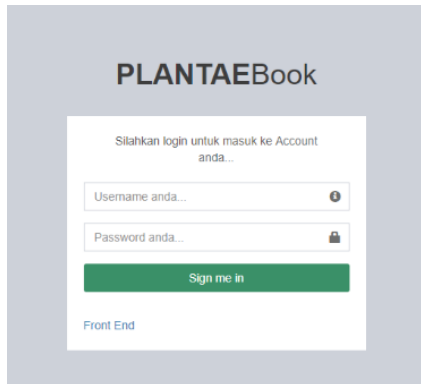 PLANTAEBook
Silahkan login untuk masuk ke Account
anda...
Username anda...
Password anda...
Sign me in
Front End